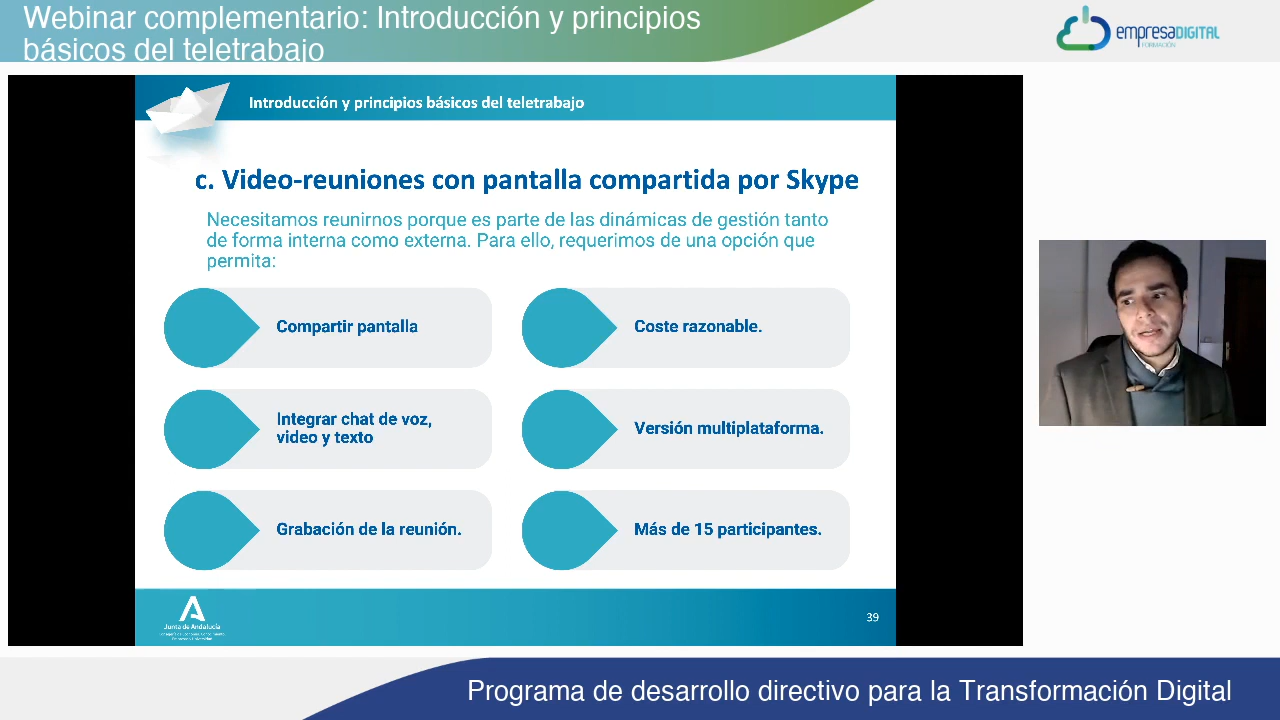 Webinar complementario: Introducción y principios
básicos del teletrabajo
empresaDIGITAL
FORMACIÓN
Introducción y principios básicos del teletrabajo
c. Video-reuniones con pantalla compartida por Skype
Necesitamos reunirnos porque es parte de las dinámicas de gestión tanto
de forma interna como externa. Para ello, requerimos de una opción que
permita:
Compartir pantalla
Coste razonable.
Integrar chat de voz,
video y texto
Versión multiplataforma.
Grabación de la reunión.
Más de 15 participantes.
Junta de Andalucía
39
Programa de desarrollo directivo para la Transformación Digital